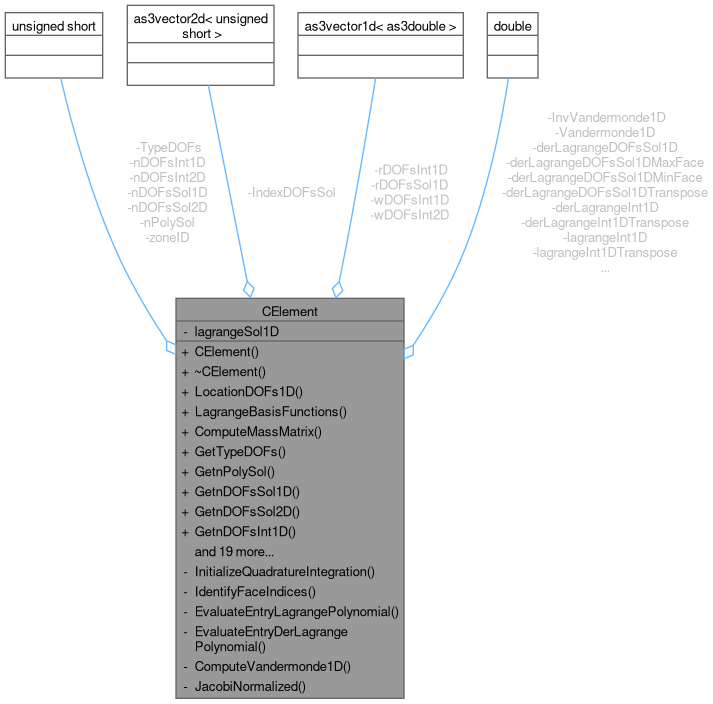 unsigned short
as3vector2d< unsigned
short >
as3vector1d< as3double >
double
-TypeDOFs
-nDOFsInt1D
-nDOFsInt2D
-nDOFsSol1D
-nDOFsSol2D
-nPolySol
-zoneID
-IndexDOFsSol
-rDOFsInt1D
-rDOFsSol1D
-wDOFsInt1D
-wDOFsInt2D
-InvVandermonde1D
-Vandermonde1D
-derLagrangeDOFsSol1D
-derLagrangeDOFsSol1DMaxFace
-derLagrangeDOFsSol1DMinFace
-derLagrangeDOFsSol1DTranspose
-derLagrangeInt1D
-derLagrangeInt1DTranspose
-lagrangeInt1D
-lagrangeInt1DTranspose
...
CElement
- lagrangeSol1D
+ CElement()
+ ~CElement()
+ LocationDOFs1D()
+ LagrangeBasisFunctions()
+ ComputeMassMatrix()
+ GetTypeDOFs()
+ GetnPolySol()
+ GetnDOFsSol1D()
+ GetnDOFsSol2D()
+ GetnDOFsInt1D()
and 19 more...
- InitializeQuadratureIntegration()
- IdentifyFaceIndices()
- EvaluateEntryLagrangePolynomial()
- EvaluateEntryDerLagrange
Polynomial()
- ComputeVandermonde1D()
- JacobiNormalized()